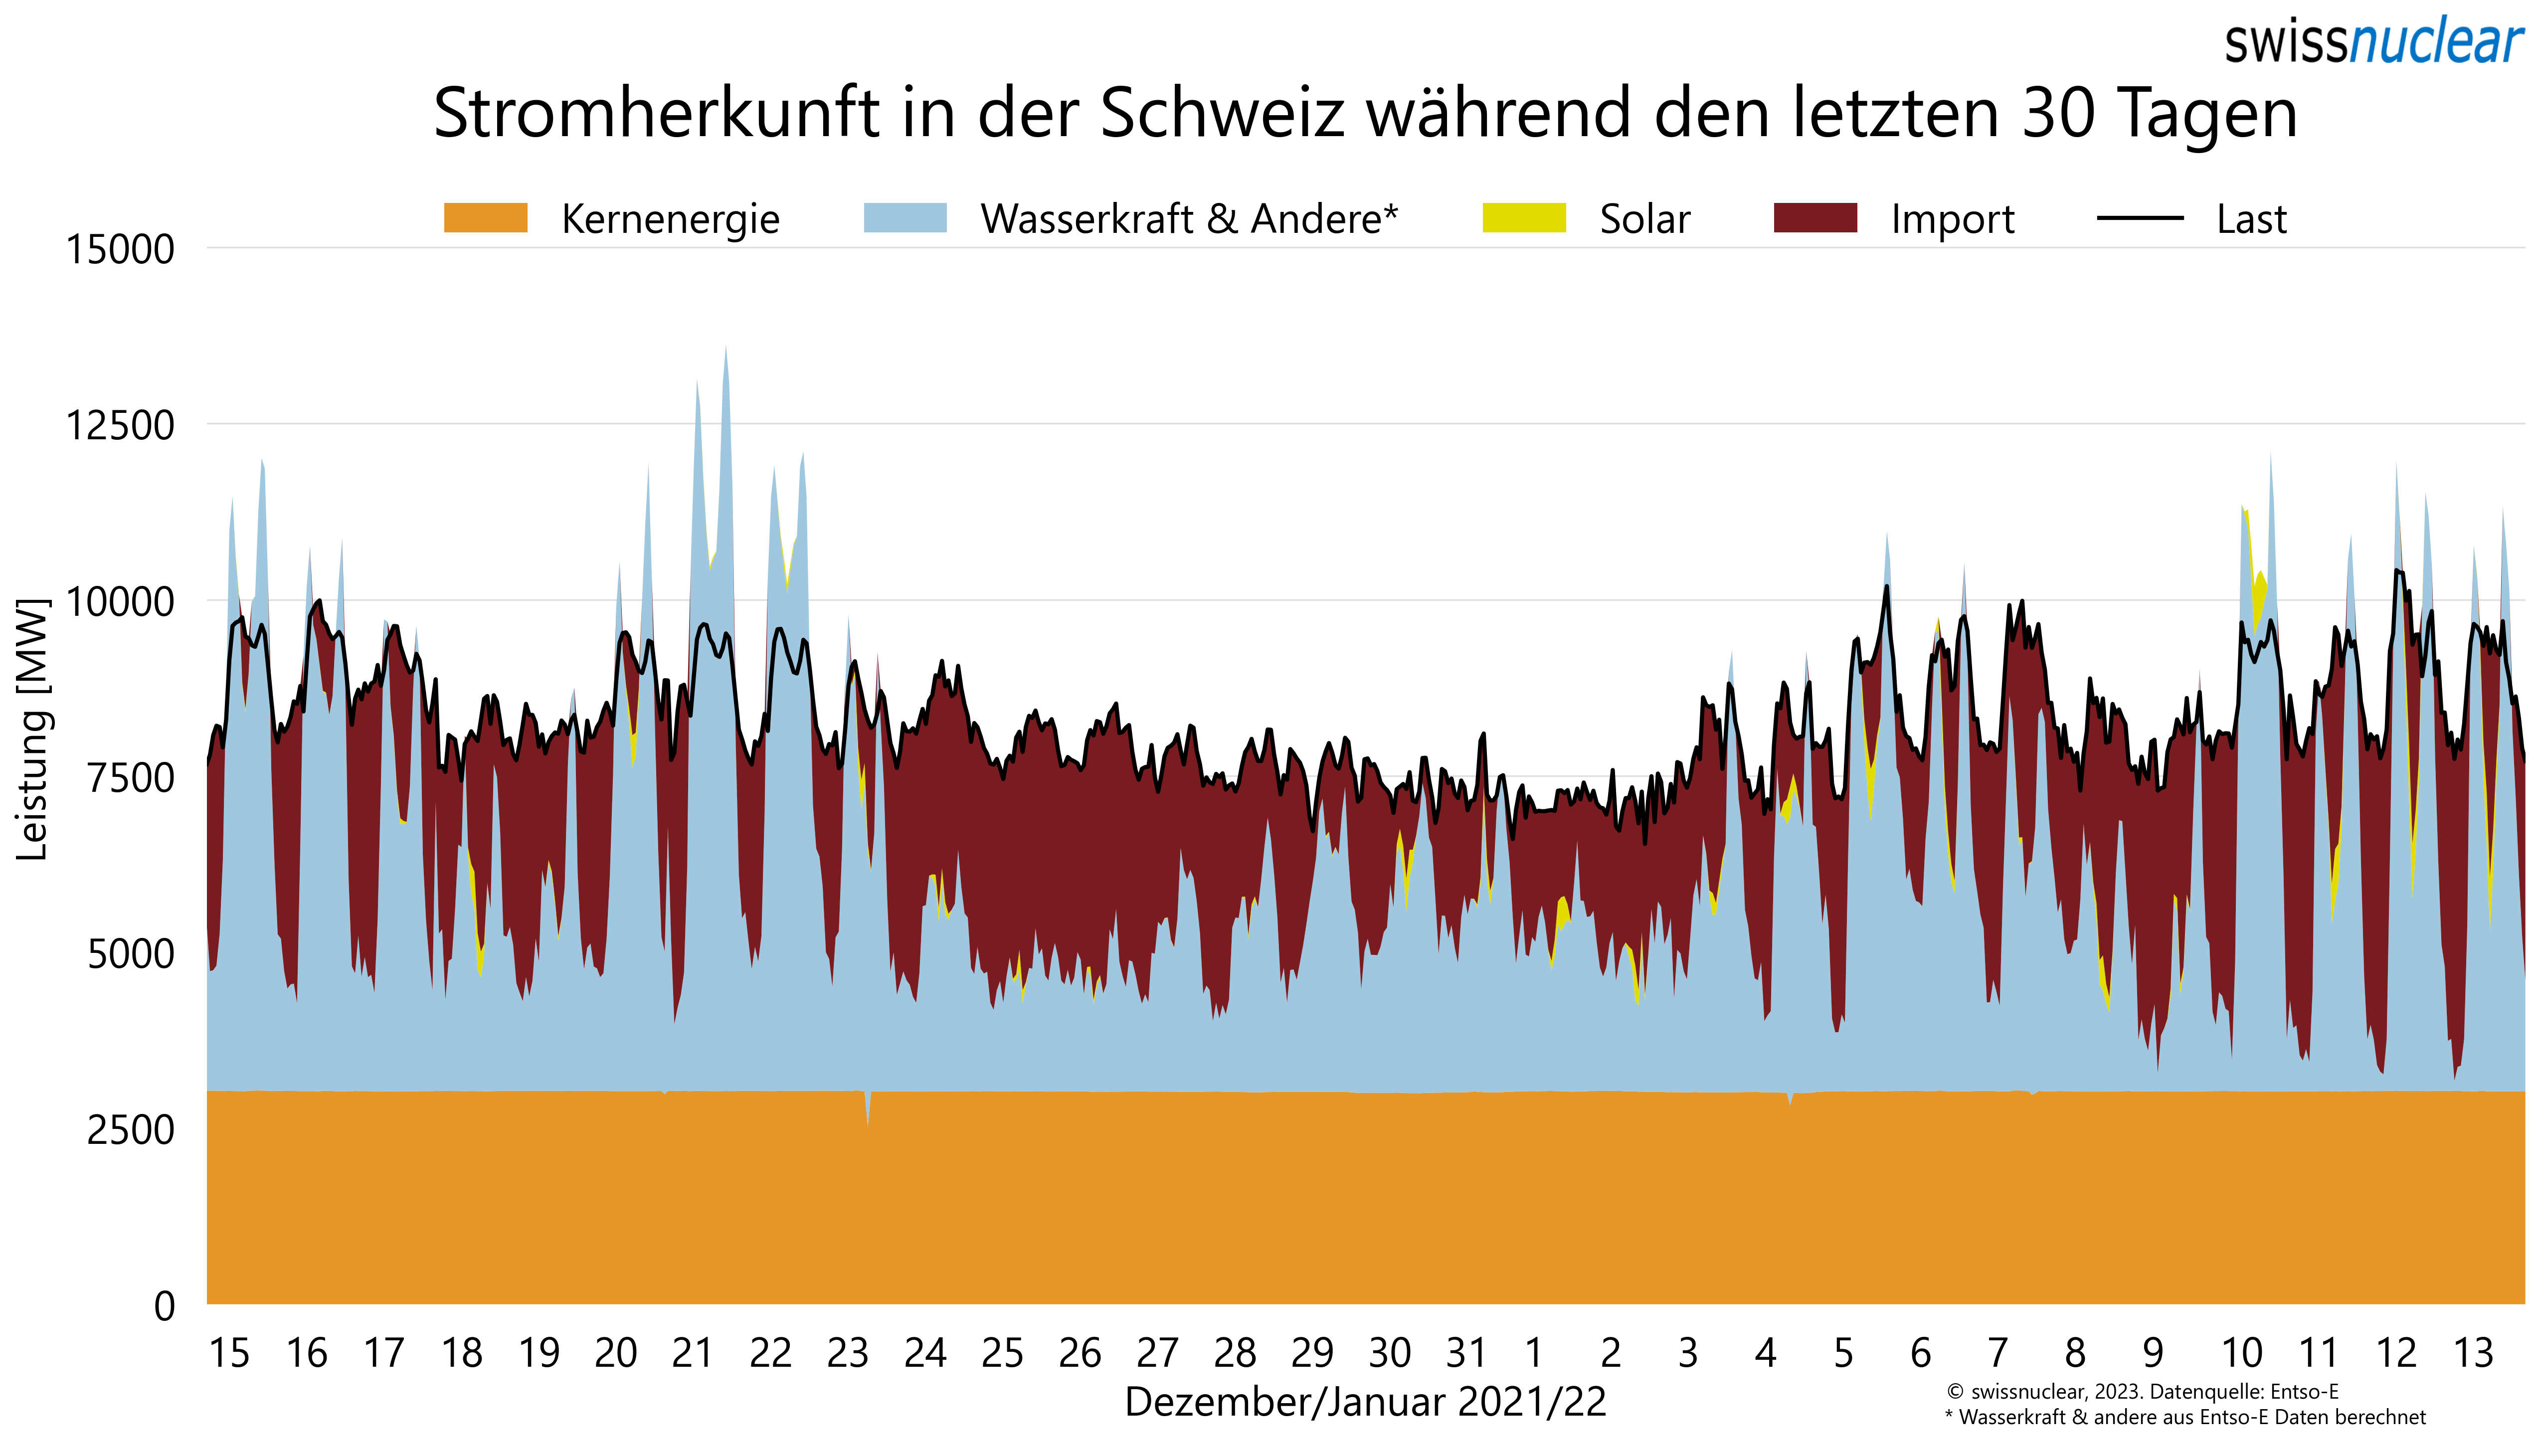 swissnuclear
Stromherkunft in der Schweiz während den letzten 30 Tagen
Kernenergie Wasserkraft & Andere* Solar Import Last
15000
12500
10000
7500
5000
2500
0
Leistung [MW]
15 16 17 18 19 20 21 22 23 24 25 26 27 28 29 30 31 1 2 3 4 5 6 7 8 9 10 11 12 13
Dezember/Januar 2021/22
© swissnuclear, 2023. Datenquelle: Entso-E
* Wasserkraft & andere aus Entso-E Daten berechnet